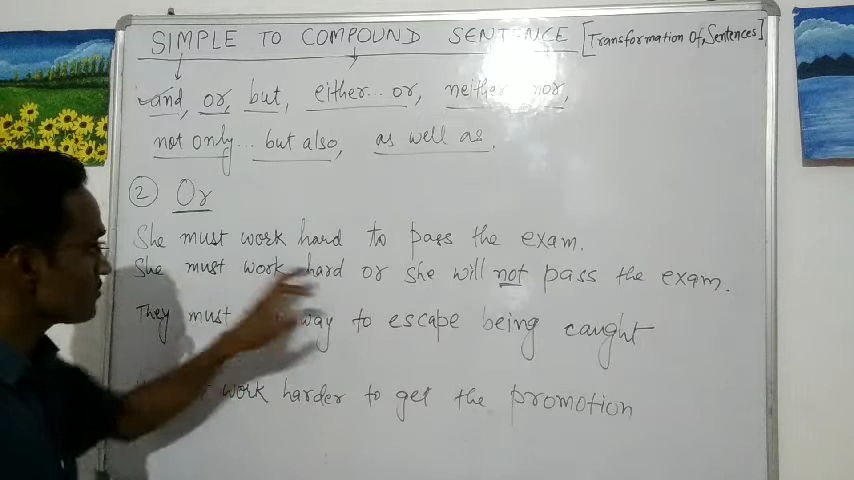 SIMPLE TO COMPOUND SENTENCE [Transformation Of Sentences]
and, or, but, either... or, neither nor,
not only... but also, as well as.
2 Or
She must work hard to pass the exam.
She must work hard or she will not pass the exam.
They must way to escape being caught
work harder to get the promotion